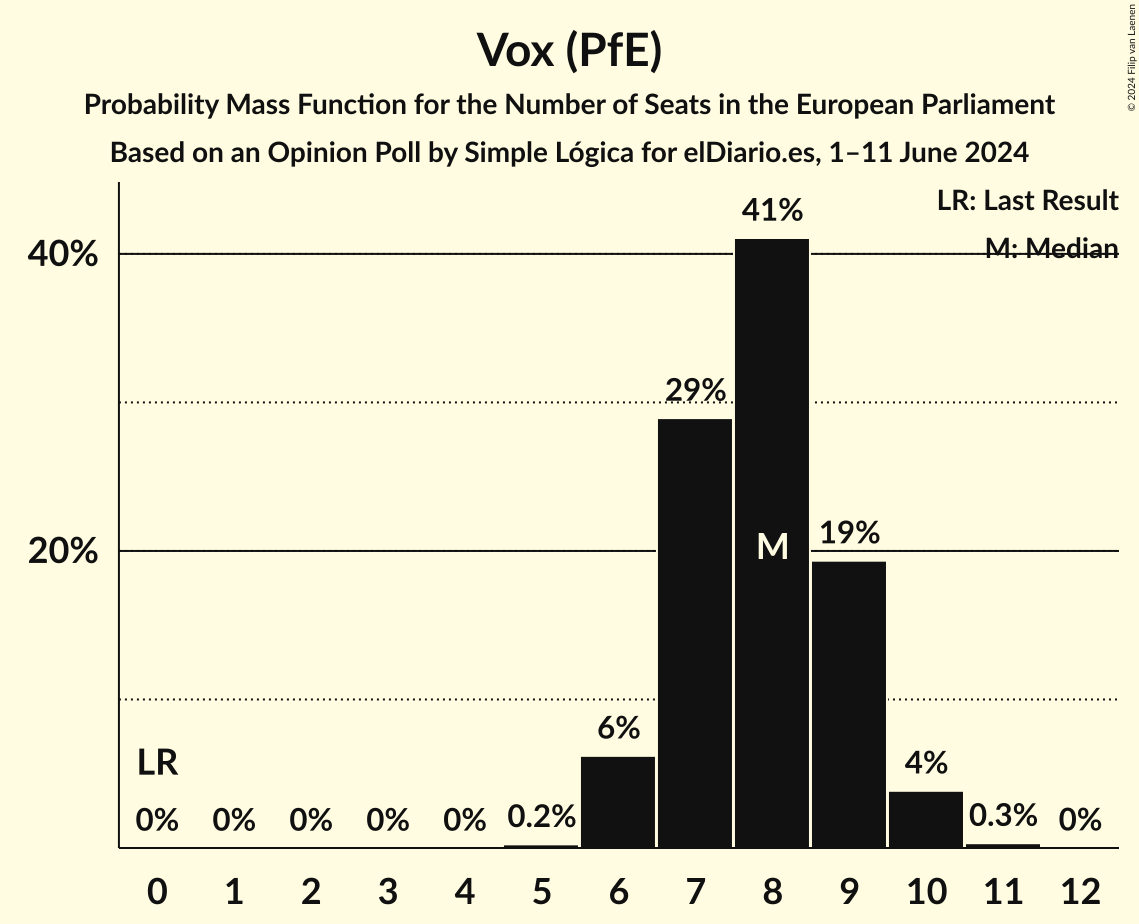 Vox (PfE)
Probability Mass Function for the Number of Seats in the European Parliament
Based on an Opinion Poll by Simple Lógica for elDiario.es, 1–11 June 2024
© 2024 Filip van Laenen
LR: Last Result
M: Median
40%
20%
41%
29%
M
19%
6%
4%
LR
0%
0%
0%
0%
0%
0.2%
0.3%
0%
0 1 2 3 4 5 6 7 8 9 10 11 12